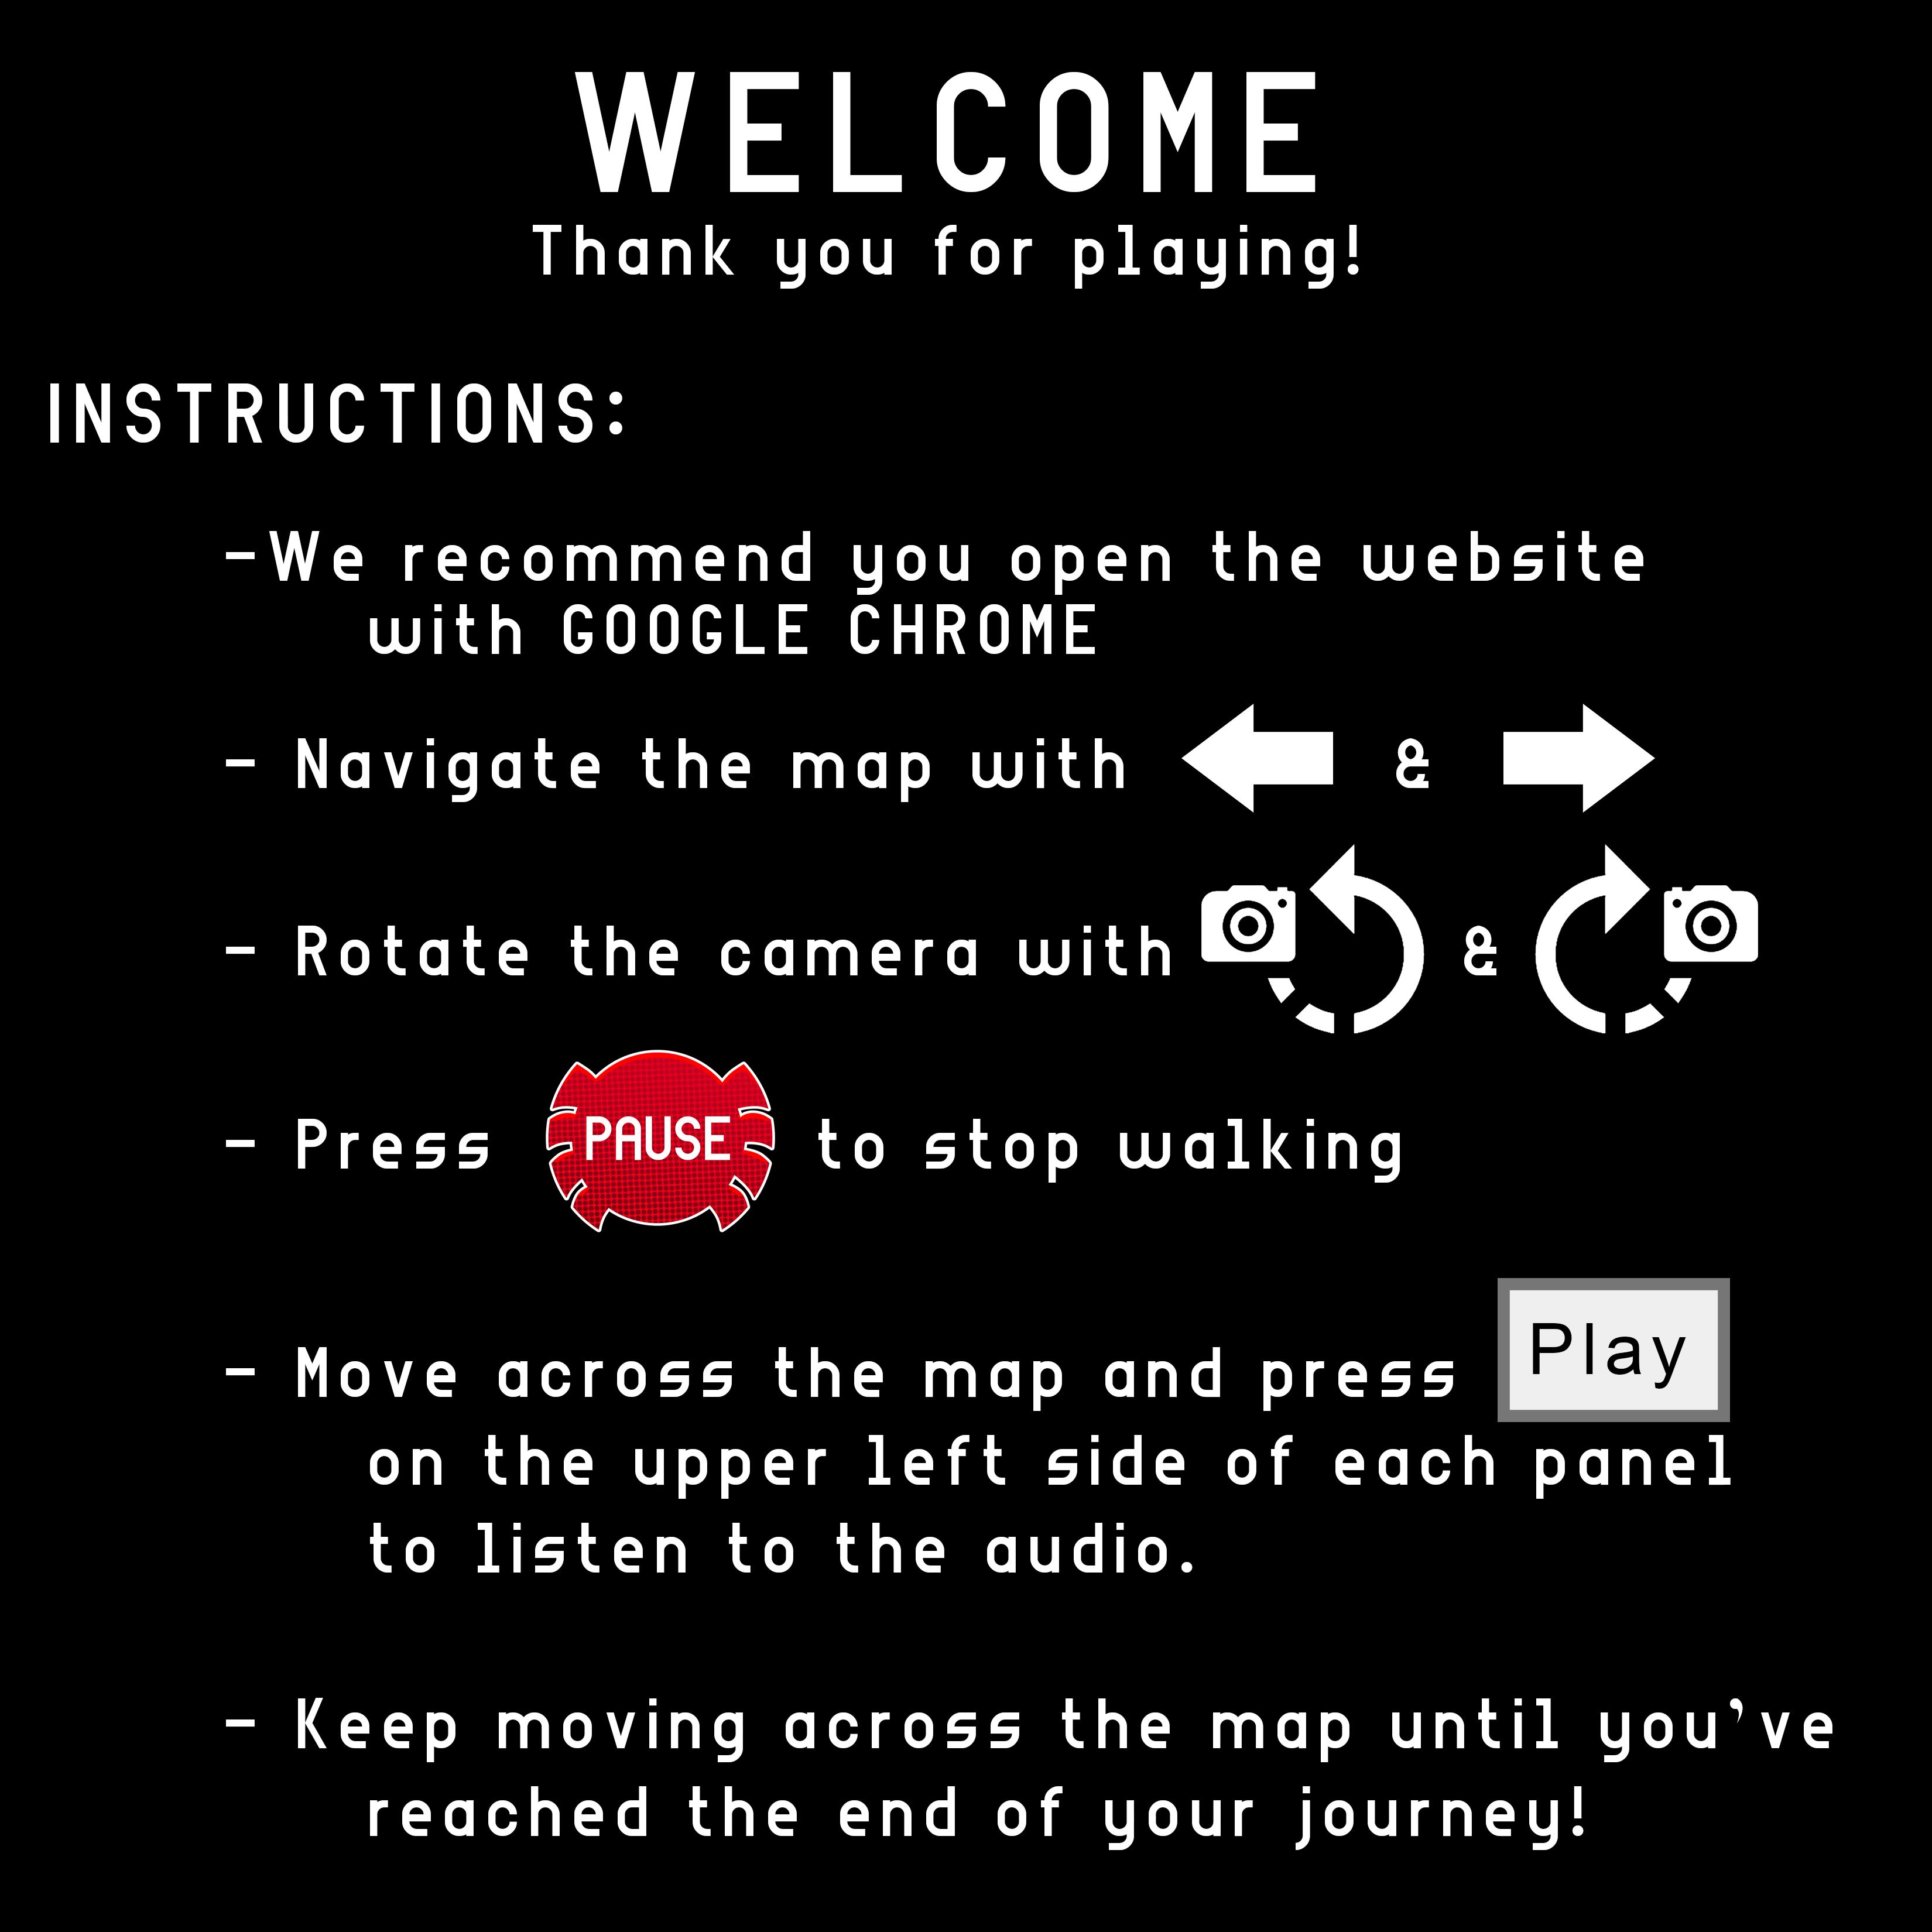 WELCOME
Thank you for playing!
INSTRUCTIONS:
-We recommend you open the website
with GOOGLE CHROME
- Navigate the map with &
- Rotate the camera with &
- Press PAUSE to stop walking
- Move across the map and press Play
on the upper left side of each panel
to listen to the audio.
- Keep moving across the map until you've
reached the end of your journey!